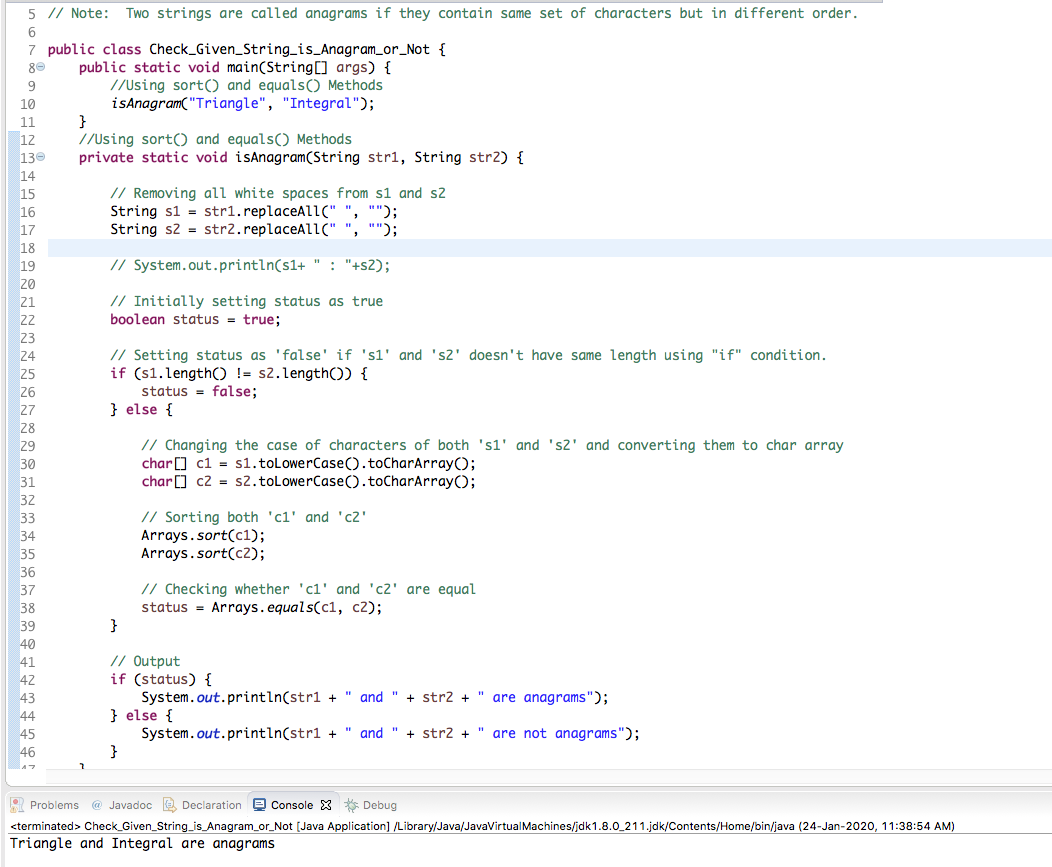 5 // Note:  Two strings are called anagrams if they contain same set of characters but in different order.
6
7 public class Check_Given_String_is_Anagram_or_Not {
8     public static void main(String[] args) {
9         //Using sort() and equals() Methods
10         isAnagram("Triangle", "Integral");
11     }
12     //Using sort() and equals() Methods
13     private static void isAnagram(String str1, String str2) {
14
15         // Removing all white spaces from s1 and s2
16         String s1 = str1.replaceAll(" ", "");
17         String s2 = str2.replaceAll(" ", "");
18
19         // System.out.println(s1+ " : "+s2);
20
21         // Initially setting status as true
22         boolean status = true;
23
24         // Setting status as 'false' if 's1' and 's2' doesn't have same length using "if" condition.
25         if (s1.length() != s2.length()) {
26             status = false;
27         } else {
28
29             // Changing the case of characters of both 's1' and 's2' and converting them to char array
30             char[] c1 = s1.toLowerCase().toCharArray();
31             char[] c2 = s2.toLowerCase().toCharArray();
32
33             // Sorting both 'c1' and 'c2'
34             Arrays.sort(c1);
35             Arrays.sort(c2);
36
37             // Checking whether 'c1' and 'c2' are equal
38             status = Arrays.equals(c1, c2);
39         }
40
41         // Output
42         if (status) {
43             System.out.println(str1 + " and " + str2 + " are anagrams");
44         } else {
45             System.out.println(str1 + " and " + str2 + " are not anagrams");
46         }
47     }
Problems @ Javadoc Declaration Console Debug
<terminated> Check_Given_String_is_Anagram_or_Not [Java Application] /Library/Java/JavaVirtualMachines/jdk1.8.0_211.jdk/Contents/Home/bin/java (24-Jan-2020, 11:38:54 AM)
Triangle and Integral are anagrams